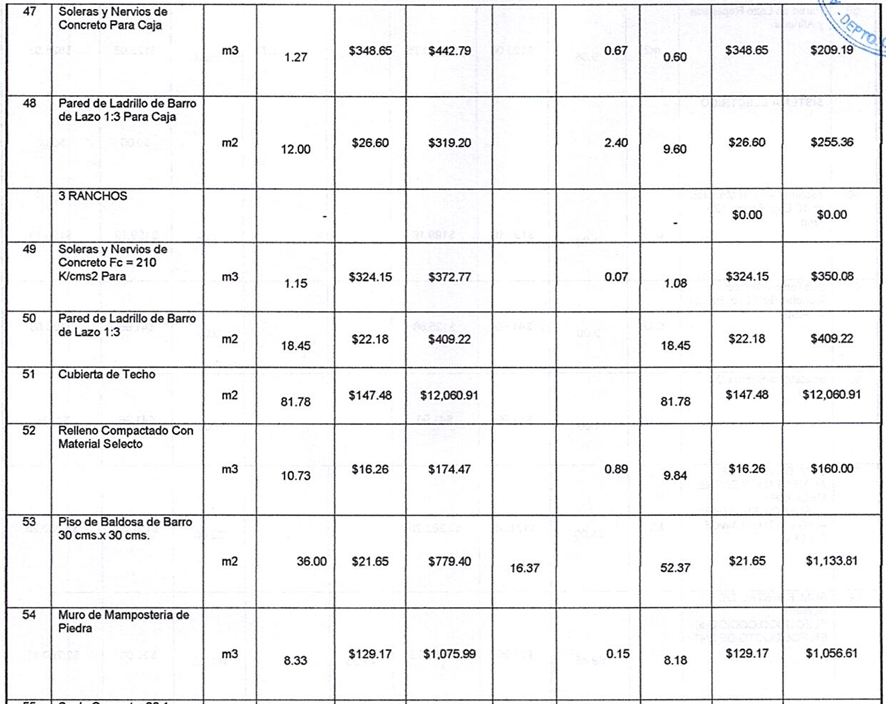 47 Soleras y Nervios de
Concreto Para Caja
m3 1.27 $348.65 $442.79 0.67 0.60 $348.65 $209.19
- DEPTO.
48 Pared de Ladrillo de Barro
de Lazo 1:3 Para Caja
m2 12.00 $26.60 $319.20 2.40 9.60 $26.60 $255.36
3 RANCHOS
- - $0.00 $0.00
49 Soleras y Nervios de
Concreto Fc = 210
K/cms2 Para
m3 1.15 $324.15 $372.77 0.07 1.08 $324.15 $350.08
50 Pared de Ladrillo de Barro
de Lazo 1:3
m2 18.45 $22.18 $409.22 18.45 $22.18 $409.22
51 Cubierta de Techo
m2 81.78 $147.48 $12,060.91 81.78 $147.48 $12,060.91
52 Relleno Compactado Con
Material Selecto
m3 10.73 $16.26 $174.47 0.89 9.84 $16.26 $160.00
53 Piso de Baldosa de Barro
30 cms.x 30 cms.
m2 36.00 $21.65 $779.40 16.37 52.37 $21.65 $1,133.81
54 Muro de Mamposteria de
Piedra
m3 8.33 $129.17 $1,075.99 0.15 8.18 $129.17 $1,056.61